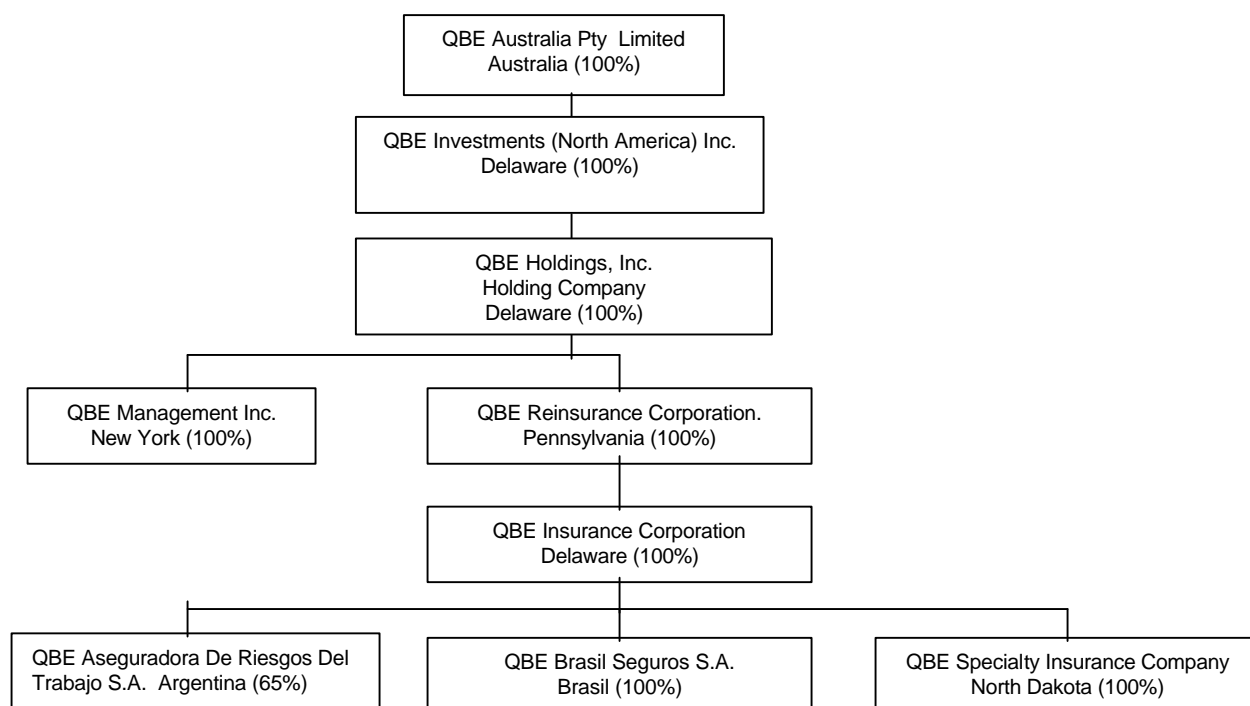 QBE Australia Pty Limited
Australia (100%)
QBE Investments (North America) Inc.
Delaware (100%)
QBE Holdings, Inc.
Holding Company
Delaware (100%)
QBE Management Inc.
New York (100%)
QBE Reinsurance Corporation.
Pennsylvania (100%)
QBE Insurance Corporation
Delaware (100%)
QBE Aseguradora De Riesgos Del
Trabajo S.A. Argentina (65%)
QBE Brasil Seguros S.A.
Brasil (100%)
QBE Specialty Insurance Company
North Dakota (100%)